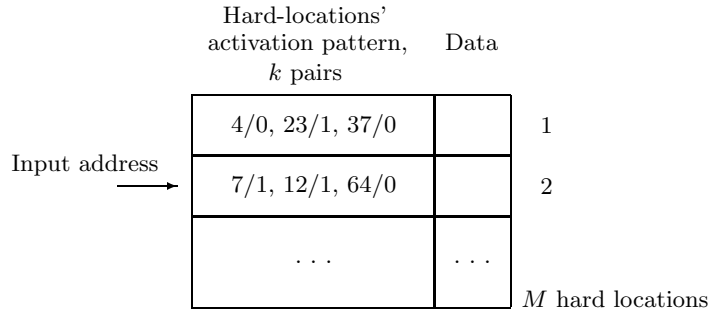 Hard-locations'
activation pattern, Data
k pairs
4/0, 23/1, 37/0 1
Input address
7/1, 12/1, 64/0 2
. . . . . .
M hard locations